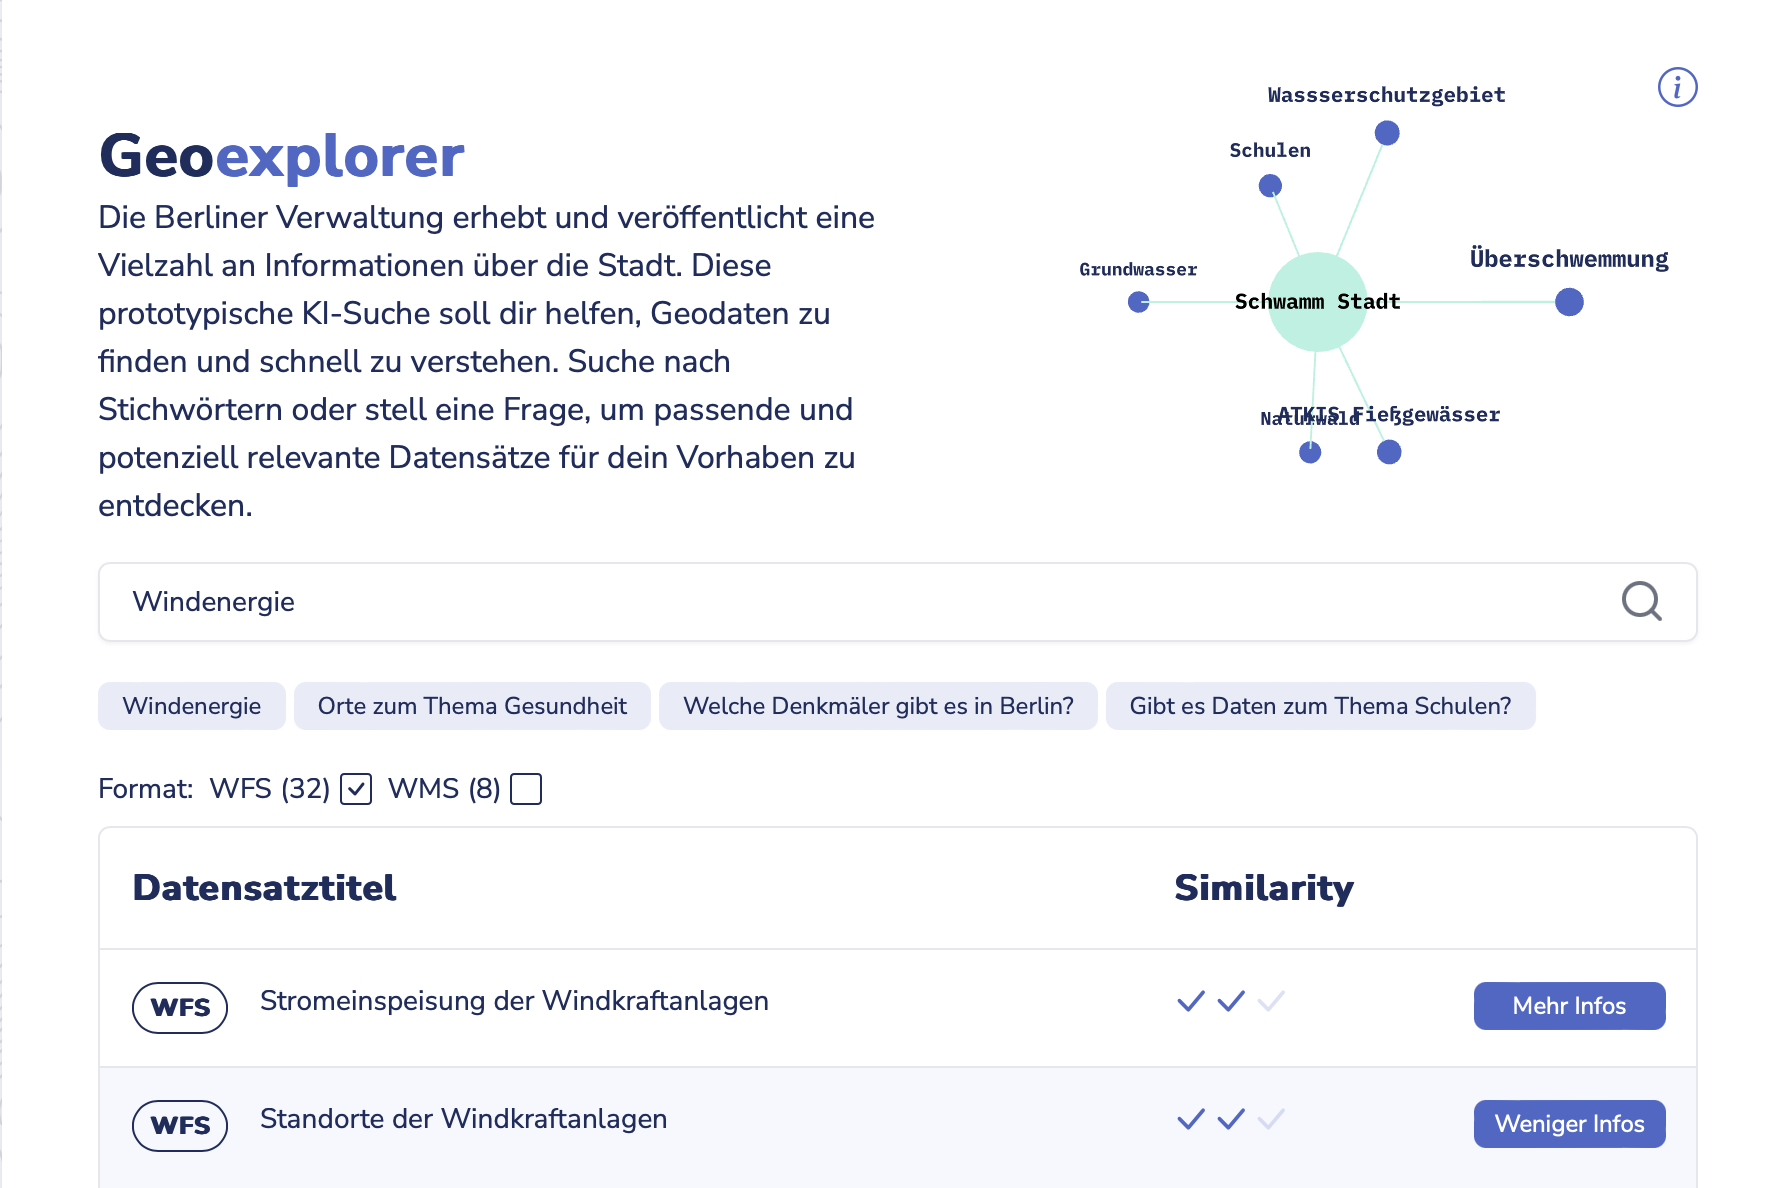 Geoexplorer
Die Berliner Verwaltung erhebt und veröffentlicht eine
Vielzahl an Informationen über die Stadt. Diese
prototypische KI-Suche soll dir helfen, Geodaten zu
finden und schnell zu verstehen. Suche nach
Stichwörtern oder stell eine Frage, um passende und
potenziell relevante Datensätze für dein Vorhaben zu
entdecken.
Wassserschutzgebiet
Schulen
Überschwemmung
Grundwasser
Schwamm Stadt
Naturwald
ATKIS Fießgewässer
Windenergie
Windenergie
Orte zum Thema Gesundheit
Welche Denkmäler gibt es in Berlin?
Gibt es Daten zum Thema Schulen?
Format: WFS (32) WMS (8)
Datensatztitel
Similarity
WFS
Stromeinspeisung der Windkraftanlagen
Mehr Infos
WFS
Standorte der Windkraftanlagen
Weniger Infos